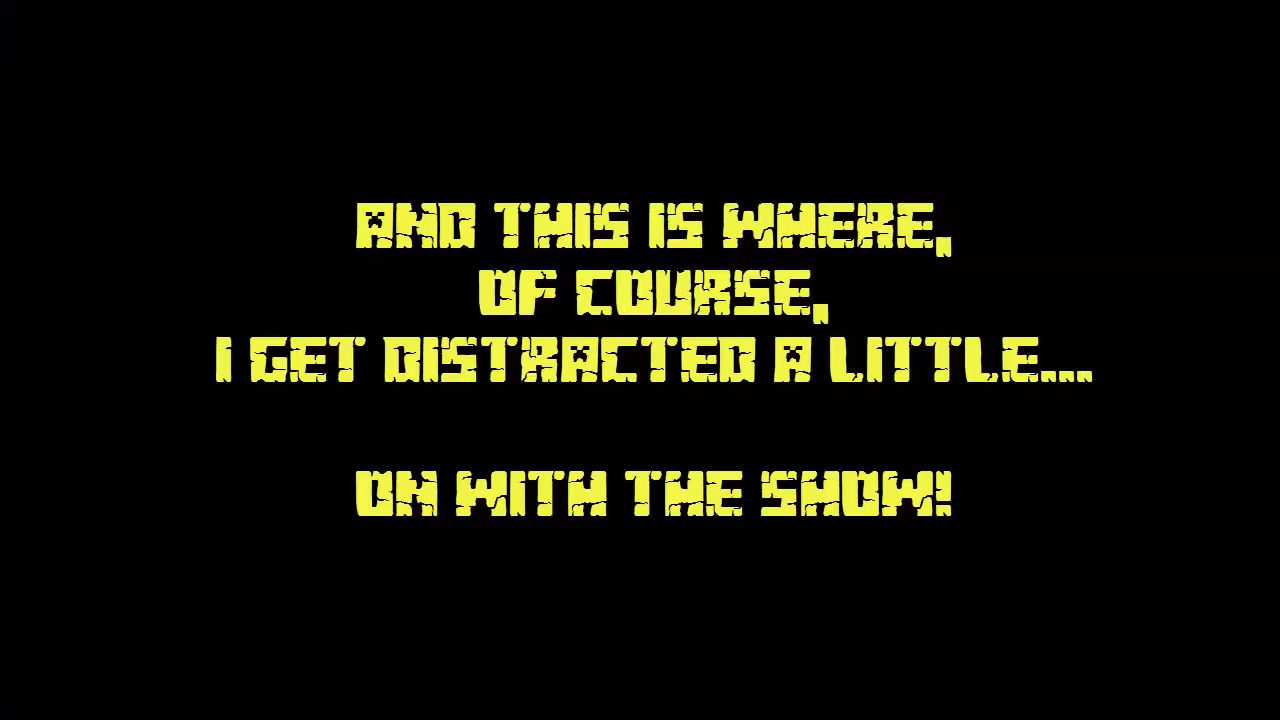 AND THIS IS WHERE,
OF COURSE,
I GET DISTRACTED A LITTLE...
ON WITH THE SHOW!